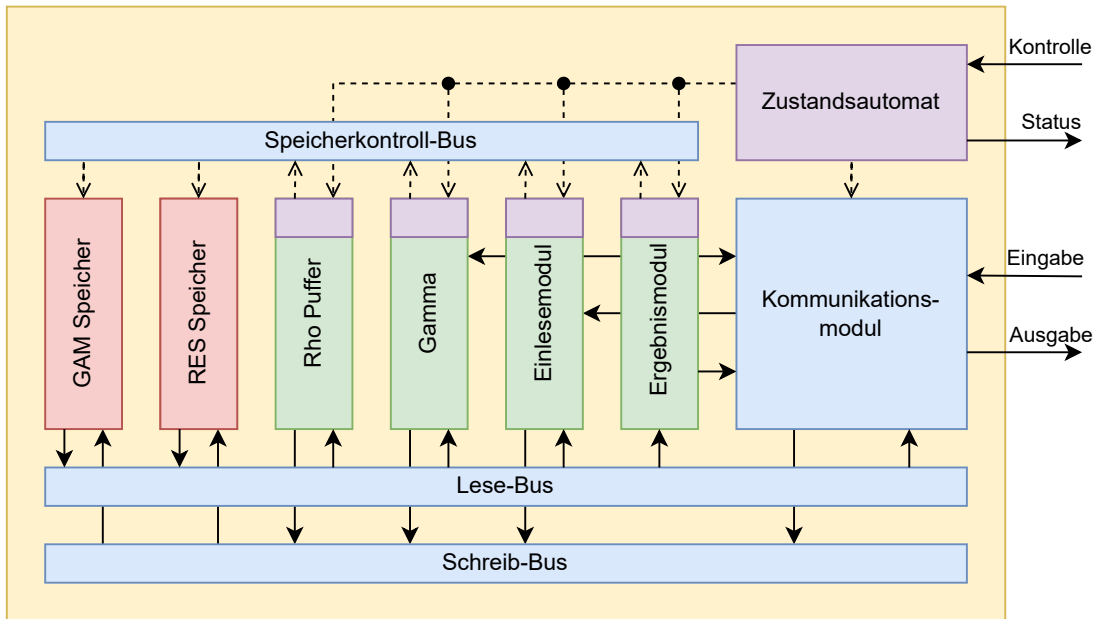 Kontrolle
Zustandsautomat
Status
Speicherkontroll-Bus
GAM Speicher
RES Speicher
Rho Puffer
Gamma
Einlesemodul
Ergebnismodul
Kommunikations-
modul
Eingabe
Ausgabe
Lese-Bus
Schreib-Bus